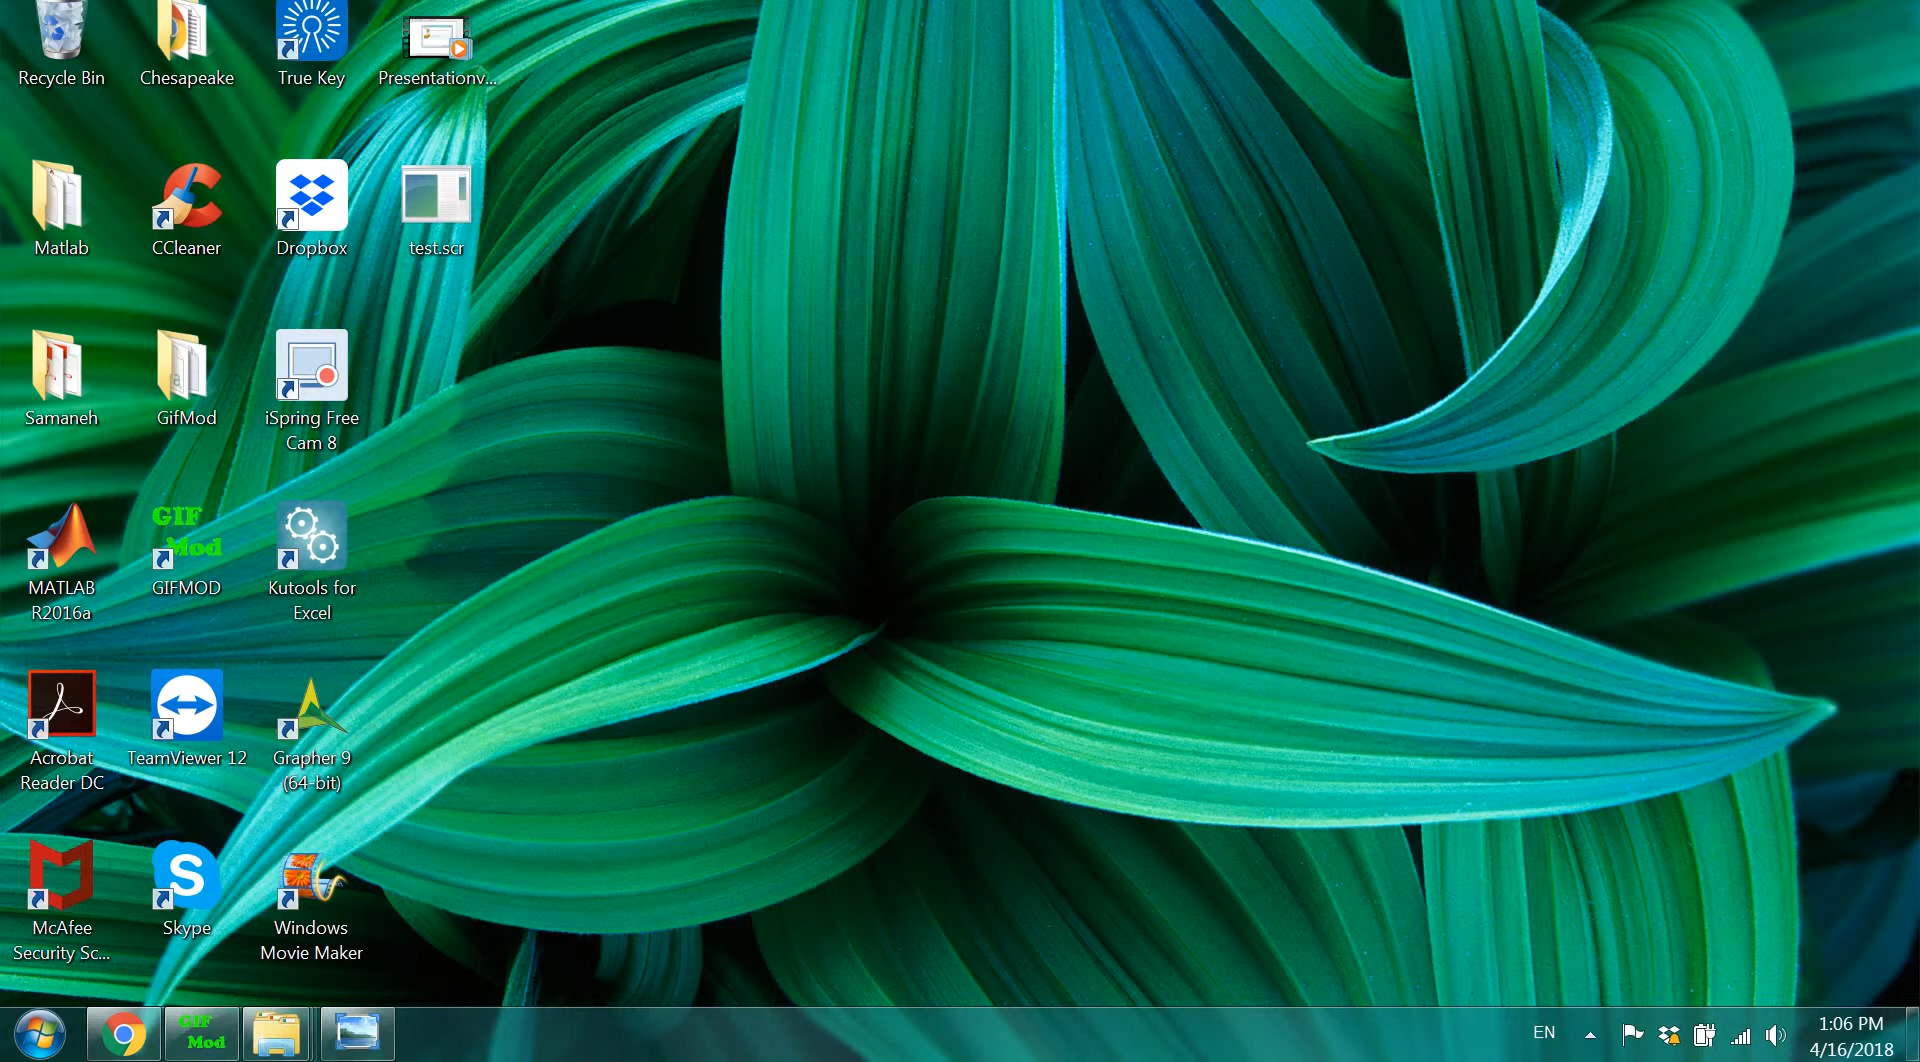 Recycle Bin
Chesapeake
True Key
Presentationv...
Matlab
CCleaner
Dropbox
test.scr
Samaneh
GifMod
iSpring Free
Cam 8
GIF
Mod
MATLAB
R2016a
GIFMOD
Kutools for
Excel
Acrobat
Reader DC
TeamViewer 12
Grapher 9
(64-bit)
S
McAfee
Security Sc...
Skype
Windows
Movie Maker
GIF
Mod
EN
1:06 PM
4/16/2018